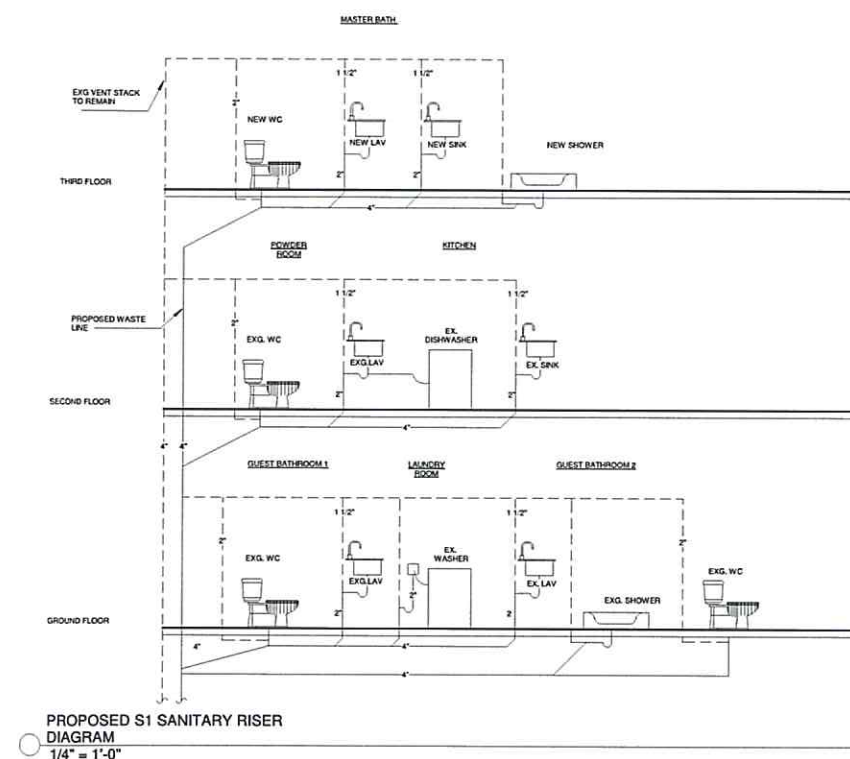 MASTER BATH
1 1/2"
1 1/2"
EXG VENT STACK
TO REMAIN
2"
NEW WC
NEW LAV
NEW SINK
NEW SHOWER
2"
2"
THIRD FLOOR
4"
POWDER
ROOM
KITCHEN
1 1/2"
1 1/2"
PROPOSED WASTE
LINE
2"
EXG. WC
EX.
DISHWASHER
EXG.LAV
EX. SINK
2"
2"
SECOND FLOOR
4"
4"
4"
GUEST BATHROOM 1
LAUNDRY
ROOM
GUEST BATHROOM 2
1 1/2"
1 1/2"
2"
2"
EXG. WC
EX.
WASHER
EXG.LAV
EX. LAV
EXG. WC
2"
EXG. SHOWER
2"
2
GROUND FLOOR
4"
4"
4"
PROPOSED S1 SANITARY RISER
DIAGRAM
1/4" = 1'-0"